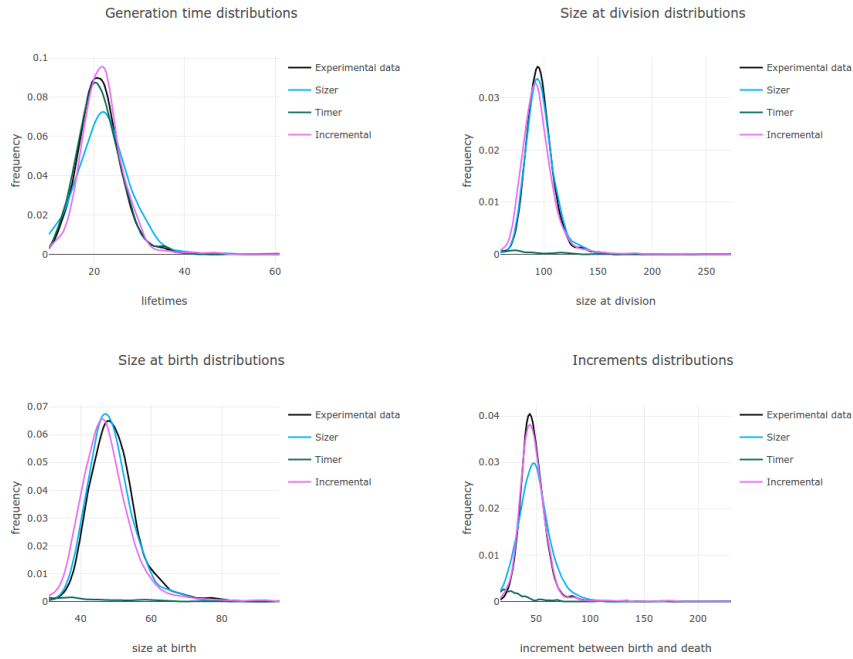 Generation time distributions
0.1
0.08
0.06
0.04
0.02
0
frequency
20
40
60
lifetimes
Experimental data
Sizer
Timer
Incremental
Size at division distributions
0.03
0.02
0.01
0
frequency
100
150
200
250
size at division
Experimental data
Sizer
Timer
Incremental
Size at birth distributions
0.07
0.06
0.05
0.04
0.03
0.02
0.01
0
frequency
40
60
80
size at birth
Experimental data
Sizer
Timer
Incremental
Increments distributions
0.04
0.03
0.02
0.01
0
frequency
50
100
150
200
increment between birth and death
Experimental data
Sizer
Timer
Incremental